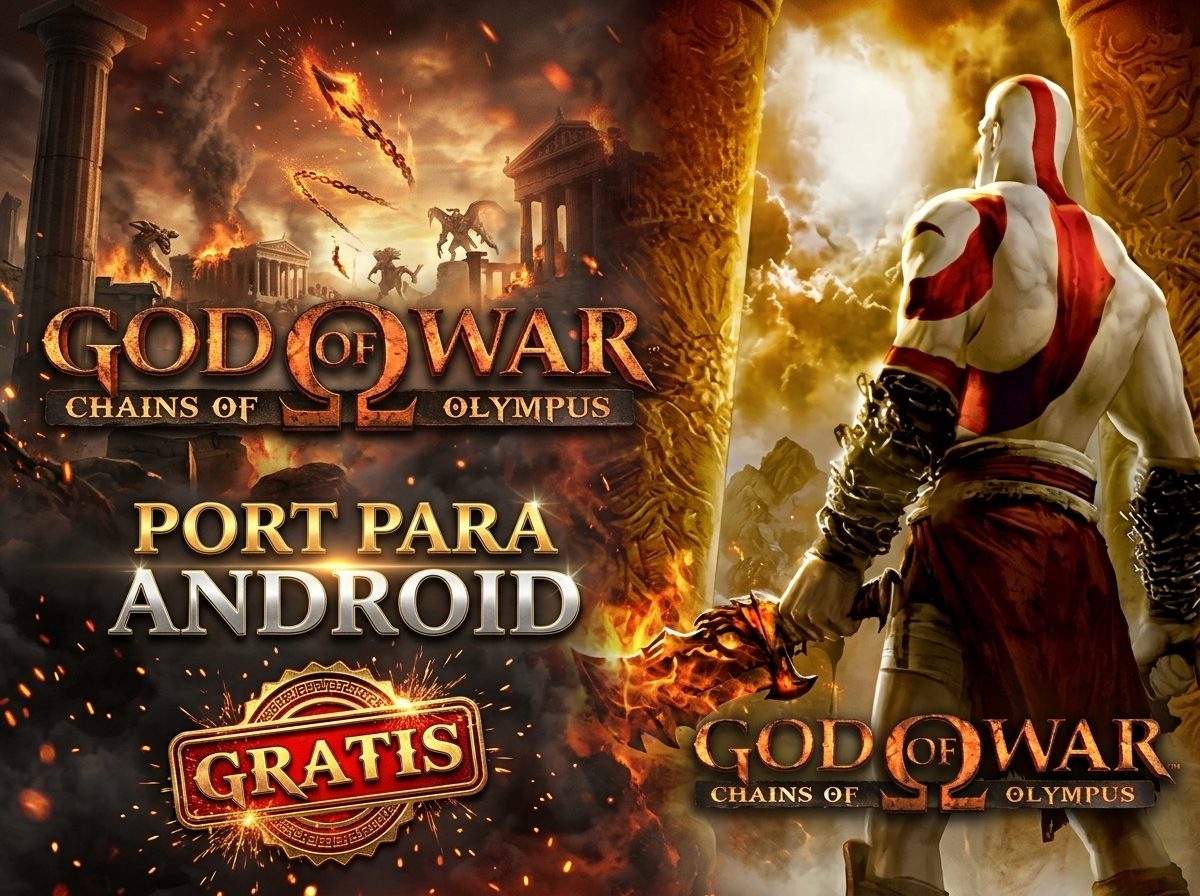 GOD OF WAR
CHAINS OF OLYMPUS
PORT PARA
ANDROID
GRATIS
GOD OF WAR
CHAINS OF OLYMPUS